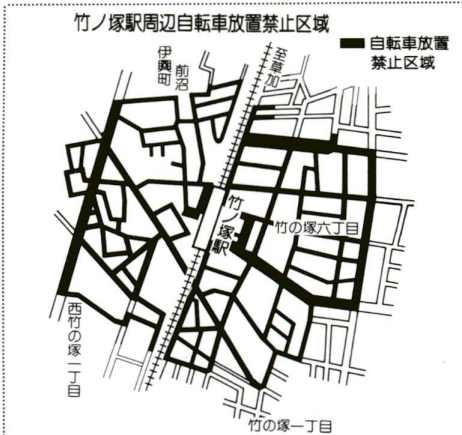 竹ノ塚駅周辺自転車放置禁止区域
自転車放置
禁止区域
伊興町
前沼
至草加
竹ノ塚駅
竹の塚六丁目
西竹の塚一丁目
竹の塚一丁目